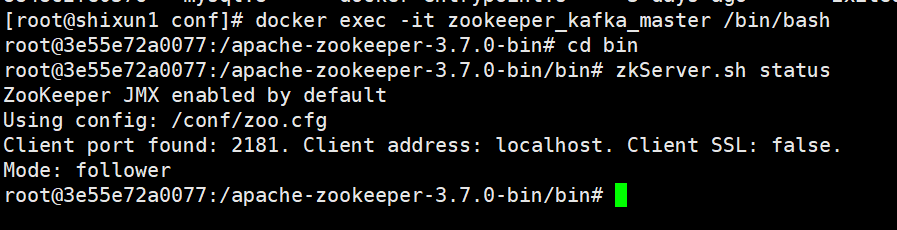 [root@shixun1 conf]# docker exec -it zookeeper_kafka_master /bin/bash
root@3e55e72a0077:/apache-zookeeper-3.7.0-bin# cd bin
root@3e55e72a0077:/apache-zookeeper-3.7.0-bin/bin# zkServer.sh status
ZooKeeper JMX enabled by default
Using config: /conf/zoo.cfg
Client port found: 2181. Client address: localhost. Client SSL: false.
Mode: follower
root@3e55e72a0077:/apache-zookeeper-3.7.0-bin/bin#